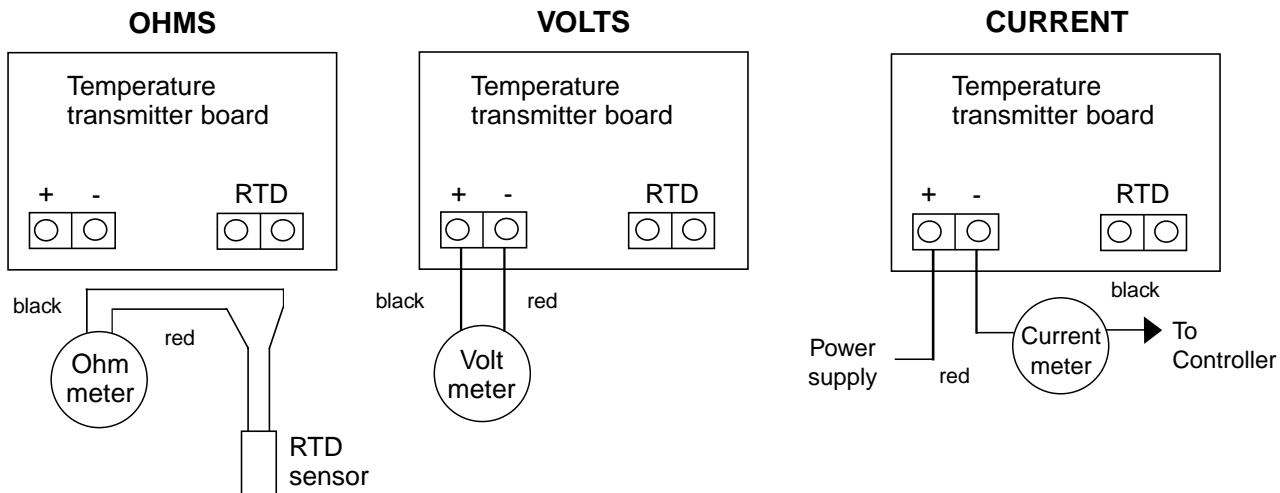 OHMS
Temperature
transmitter board
+ -
RTD
black
red
Ohm
meter
RTD
sensor
VOLTS
Temperature
transmitter board
+ -
RTD
black
red
Volt
meter
CURRENT
Temperature
transmitter board
+ -
RTD
black
Power
supply
red
Current
meter
To
Controller